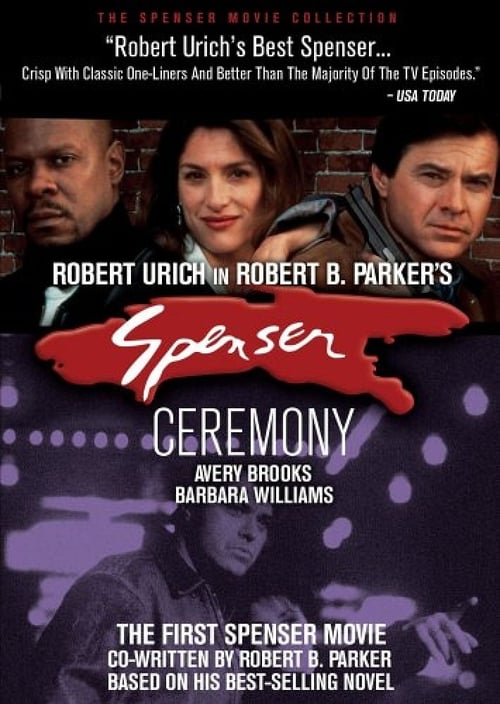 THE SPENSER MOVIE COLLECTION
“Robert Urich’s Best Spenser...
Crisp With Classic One-Liners And Better Than The Majority Of The TV Episodes.”
– USA TODAY
ROBERT URICH IN ROBERT B. PARKER’S
Spenser
CEREMONY
AVERY BROOKS
BARBARA WILLIAMS
THE FIRST SPENSER MOVIE
CO-WRITTEN BY ROBERT B. PARKER
BASED ON HIS BEST-SELLING NOVEL